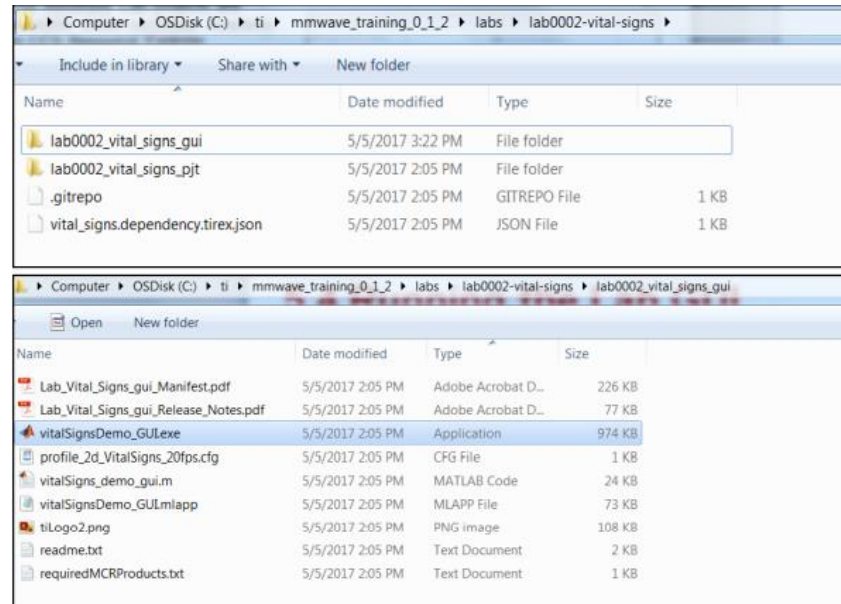 Computer ▸ OSDisk (C:) ▸ ti ▸ mmwave_training_0_1_2 ▸ labs ▸ lab0002-vital-signs ▸
Include in library Share with New folder
Name Date modified Type Size
lab0002_vital_signs_gui 5/5/2017 3:22 PM File folder
lab0002_vital_signs_pjt 5/5/2017 2:05 PM File folder
.gitrepo 5/5/2017 2:05 PM GITREPO File 1 KB
vital_signs.dependency.tirex.json 5/5/2017 2:05 PM JSON File 1 KB
Computer ▸ OSDisk (C:) ▸ ti ▸ mmwave_training_0_1_2 ▸ labs ▸ lab0002-vital-signs ▸ lab0002_vital_signs_gui
Open New folder
Name Date modified Type Size
Lab_Vital_Signs_gui_Manifest.pdf 5/5/2017 2:05 PM Adobe Acrobat D... 226 KB
Lab_Vital_Signs_gui_Release_Notes.pdf 5/5/2017 2:05 PM Adobe Acrobat D... 77 KB
vitalSignsDemo_GUI.exe 5/5/2017 2:05 PM Application 974 KB
profile_2d_VitalSigns_20fps.cfg 5/5/2017 2:05 PM CFG File 1 KB
vitalSigns_demo_gui.m 5/5/2017 2:05 PM MATLAB Code 24 KB
vitalSignsDemo_GUI.mlapp 5/5/2017 2:05 PM MLAPP File 73 KB
tiLogo2.png 5/5/2017 2:05 PM PNG image 108 KB
readme.txt 5/5/2017 2:05 PM Text Document 2 KB
requiredMCRProducts.txt 5/5/2017 2:05 PM Text Document 1 KB